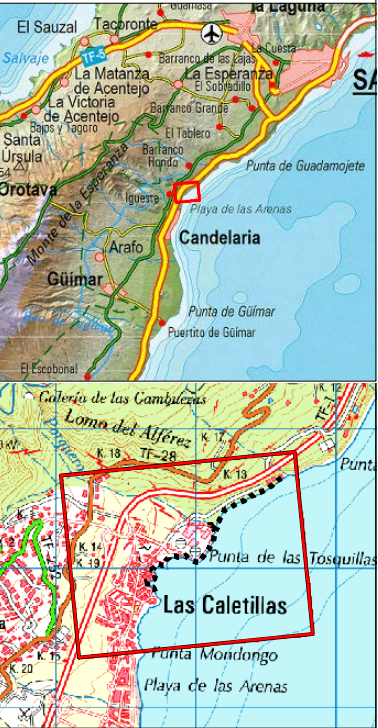 Guamasa
la Laguna
El Sauzal
Tacoronte
Salvaje
TF-5
La Cuesta
Barranco de las Lajas
La Matanza
de Acentejo
La Esperanza
El Sobradillo
La Victoria
de Acentejo
Barranco Grande
Bajos y Tagoro
El Tablero
Santa
Úrsula
Barranco
Hondo
Punta de Guadamojete
Orotava
Monte de la Esperanza
Igueste
Playa de las Arenas
Candelaria
Arafo
Güímar
Punta de Güímar
Puertito de Güímar
El Escobonal
K. 12
Galería de las Gambuezas
TF-1
Lomo del Alférez
K. 17
K. 18
TF-28
K. 13
Punta
K. 14
K. 19
Punta de las Tosquillas
Las Caletillas
K. 20
Punta Mondongo
Playa de las Arenas